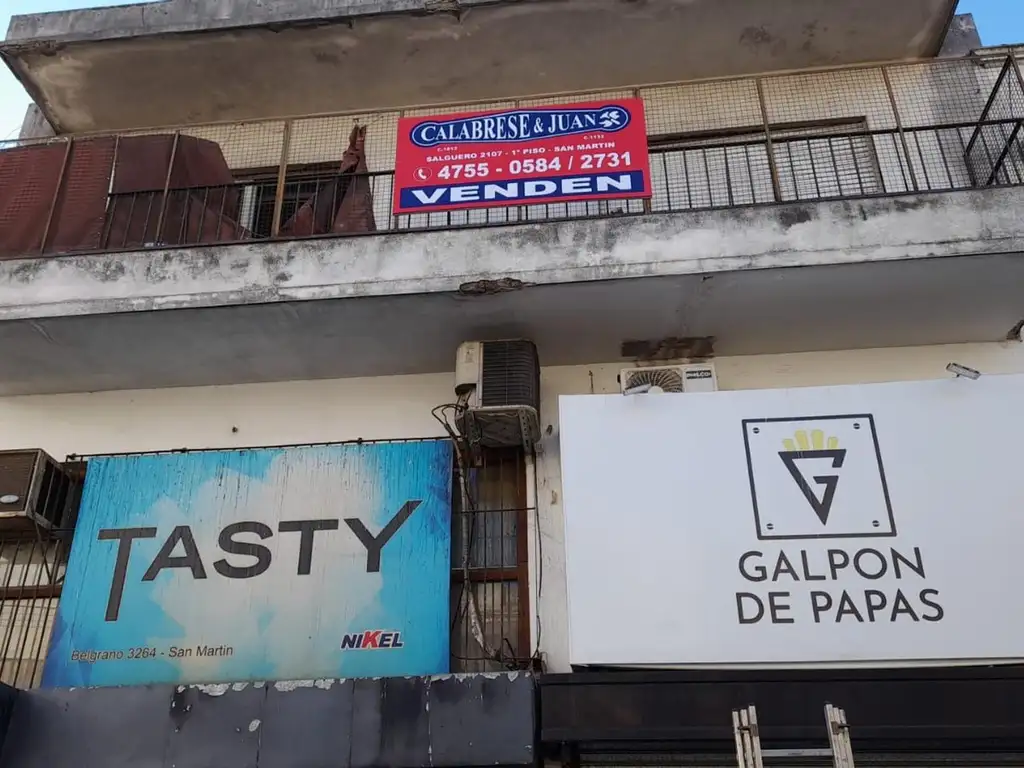 CALABRESE & JUAN
SALGUERO 2107 - 1° PISO - SAN MARTIN
4755 - 0584 / 2731
VENDEN
TASTY
NIKEL
Belgrano 3264 - San Martin
G
GALPON
DE PAPAS